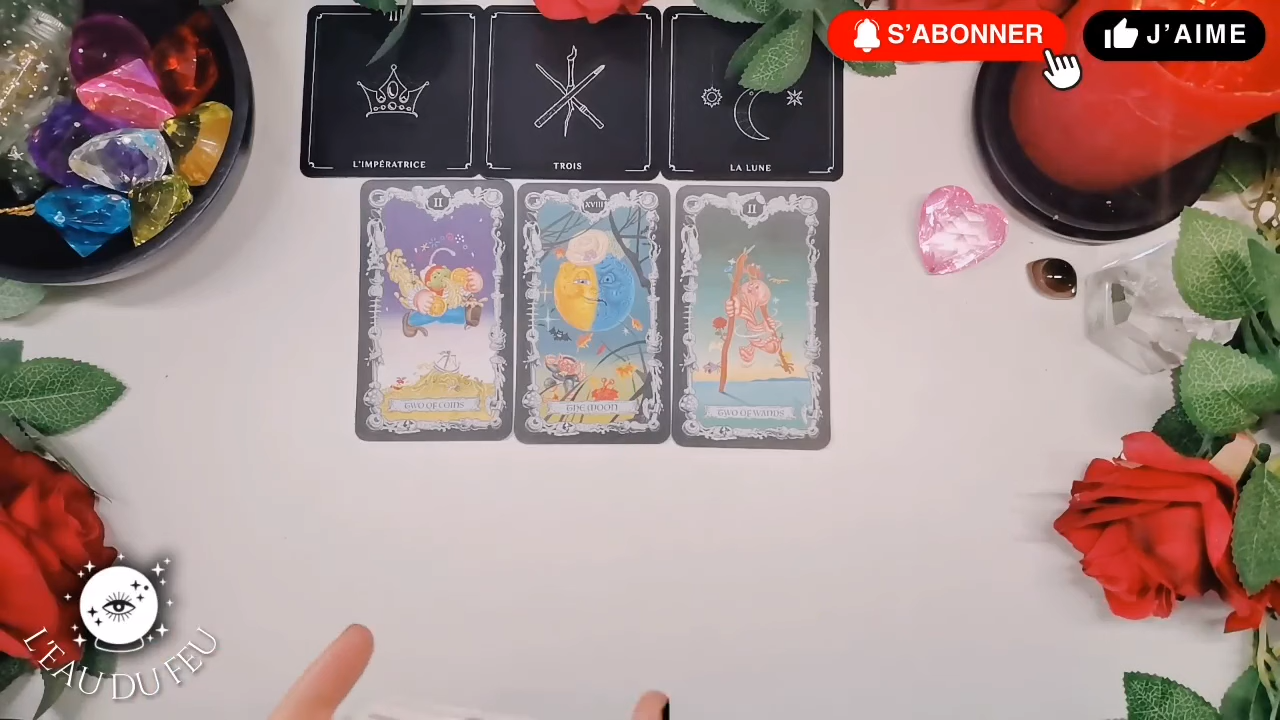 S'ABONNER
J'AIME
L'IMPÉRATRICE
TROIS
LA LUNE
II
XVIII
II
TWO OF COINS
THE MOON
TWO OF WANDS
L'EAU DU FEU